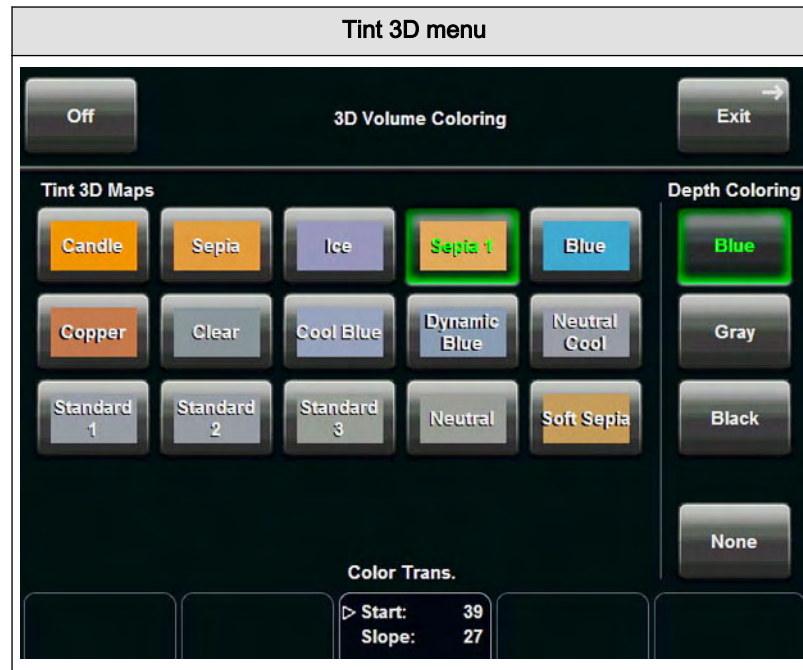 Tint 3D menu
Off
3D Volume Coloring
Exit
Tint 3D Maps
Depth Coloring
Candle
Sepia
Ice
Sepia 1
Blue
Blue
Copper
Clear
Cool Blue
Dynamic
Blue
Neutral
Cool
Gray
Standard
1
Standard
2
Standard
3
Neutral
Soft Sepia
Black
None
Color Trans.
Start: 39
Slope: 27